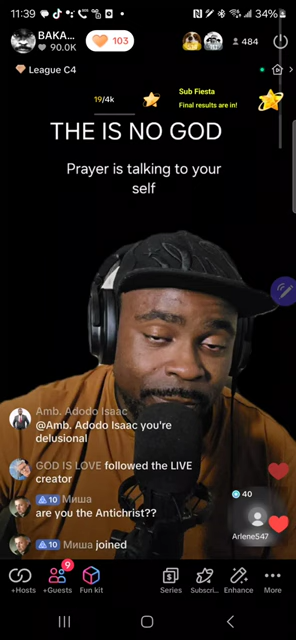 11:39
34%
BAKA...
90.0K
103
484
League C4
19/4k
Sub Fiesta
Final results are in!
THE IS NO GOD
Prayer is talking to your
self
Amb. Adodo Isaac
@Amb. Adodo Isaac you're
delusional
GOD IS LOVE followed the LIVE
creator
10 Миша
are you the Antichrist??
10 Миша joined
40
Arlene547
9
+Hosts
+Guests
Fun kit
Series
Subscri...
Enhance
More